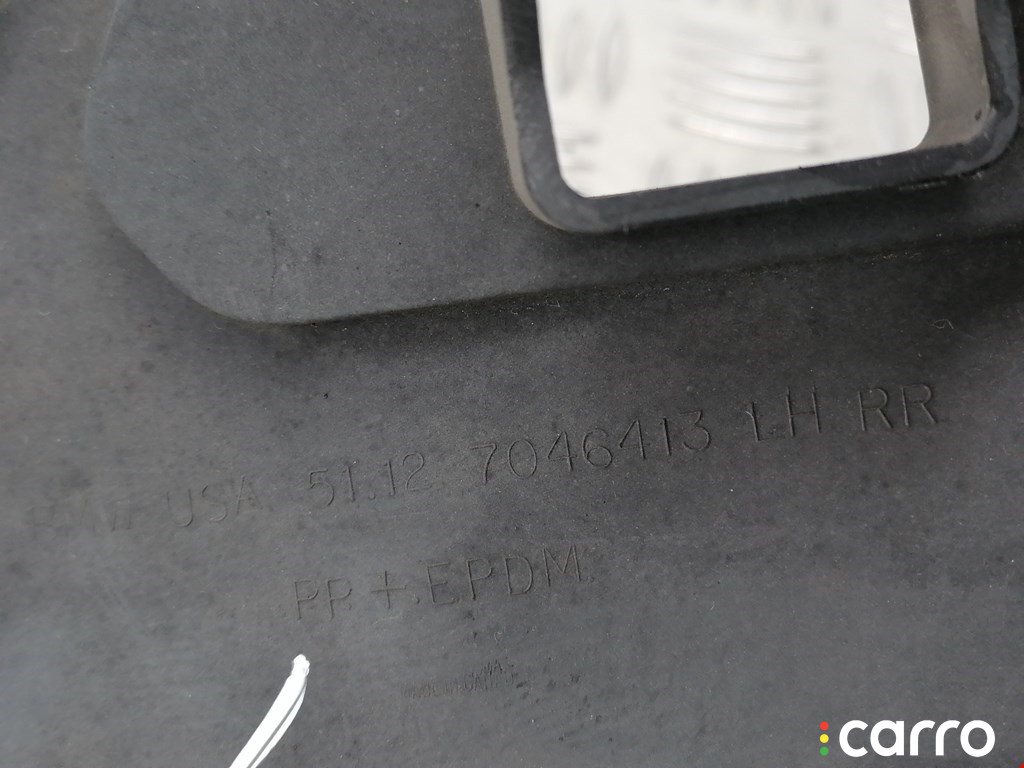 USA 51.12 7046413 LH RR
PP + EPDM
carro